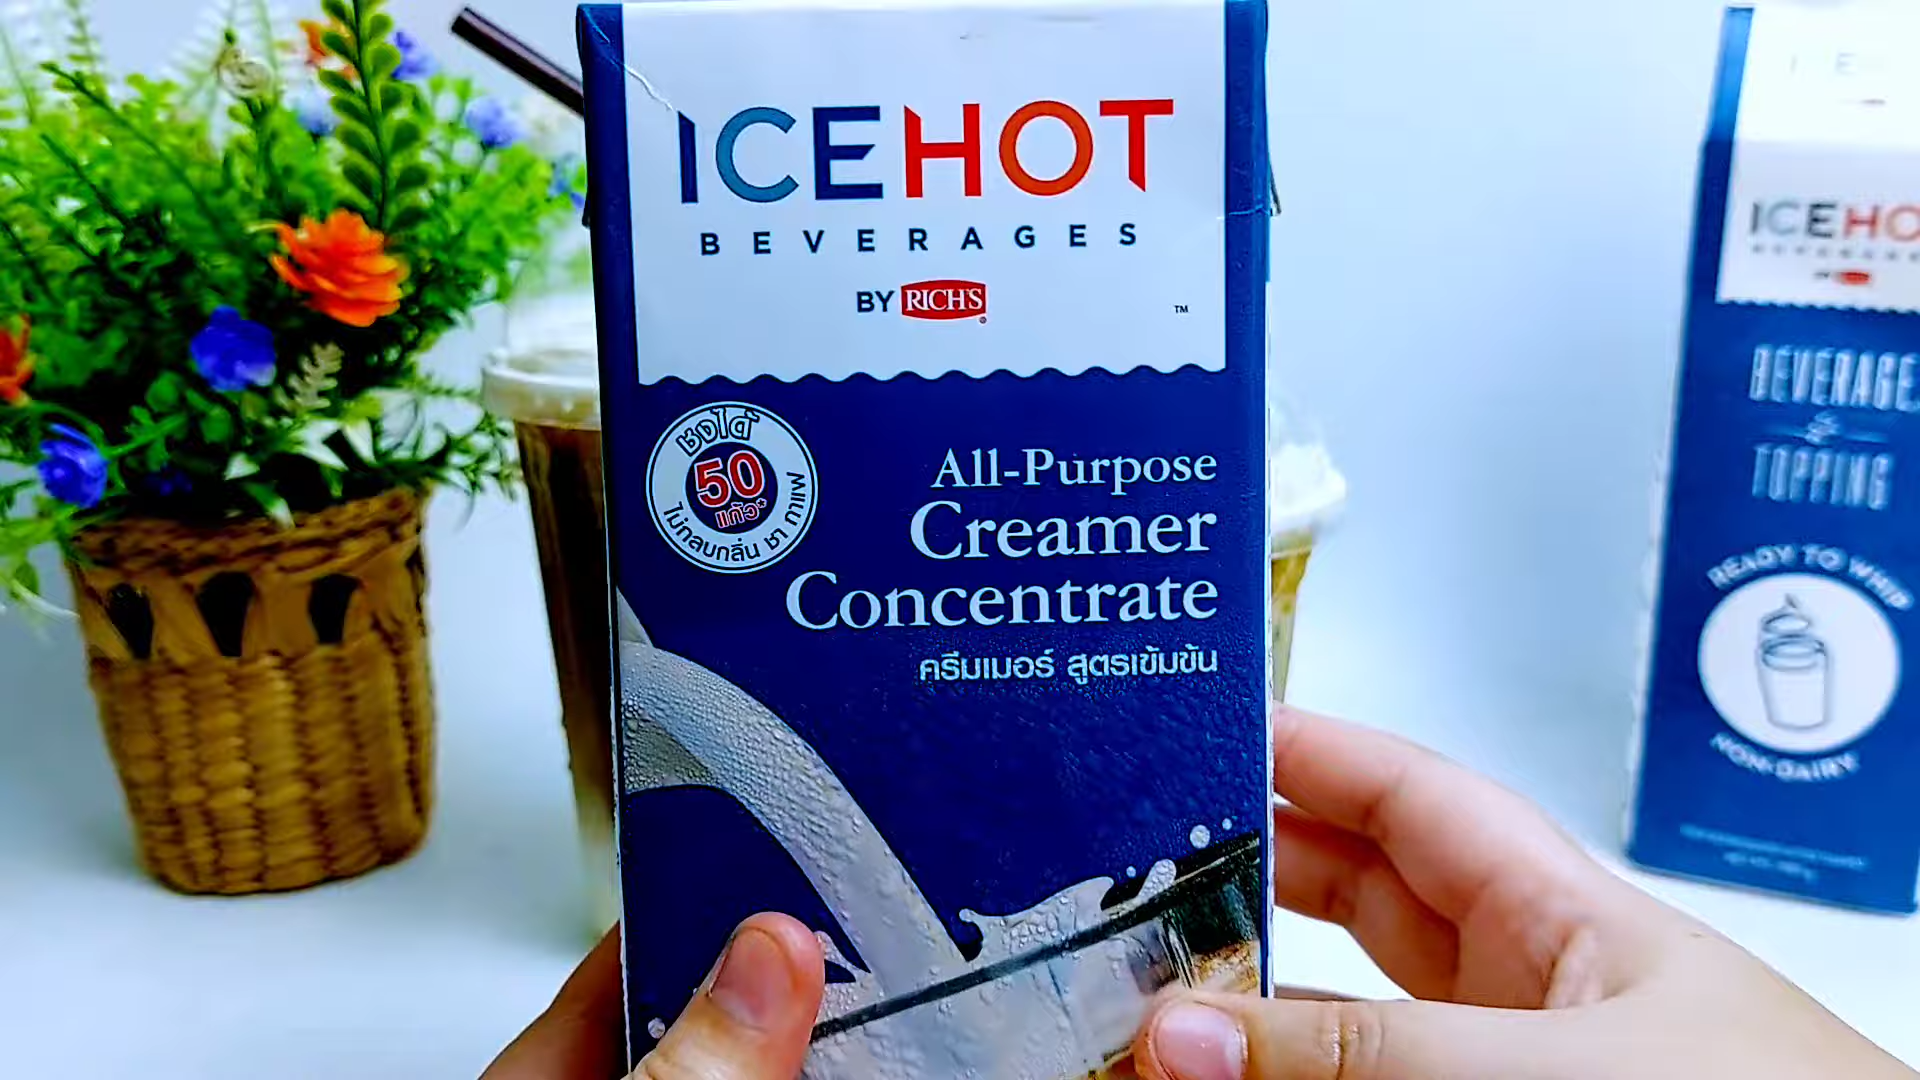 ICEHOT
BEVERAGES
BY RICH'S
™
ชงได้
50
แก้ว*
ไม่กลบกลิ่น ชา กาแฟ
All-Purpose
Creamer
Concentrate
ครีมเมอร์ สูตรเข้มข้น
ICEHO
BEVERAGE
&
TOPPING
READY TO WHIP
NON-DAIRY